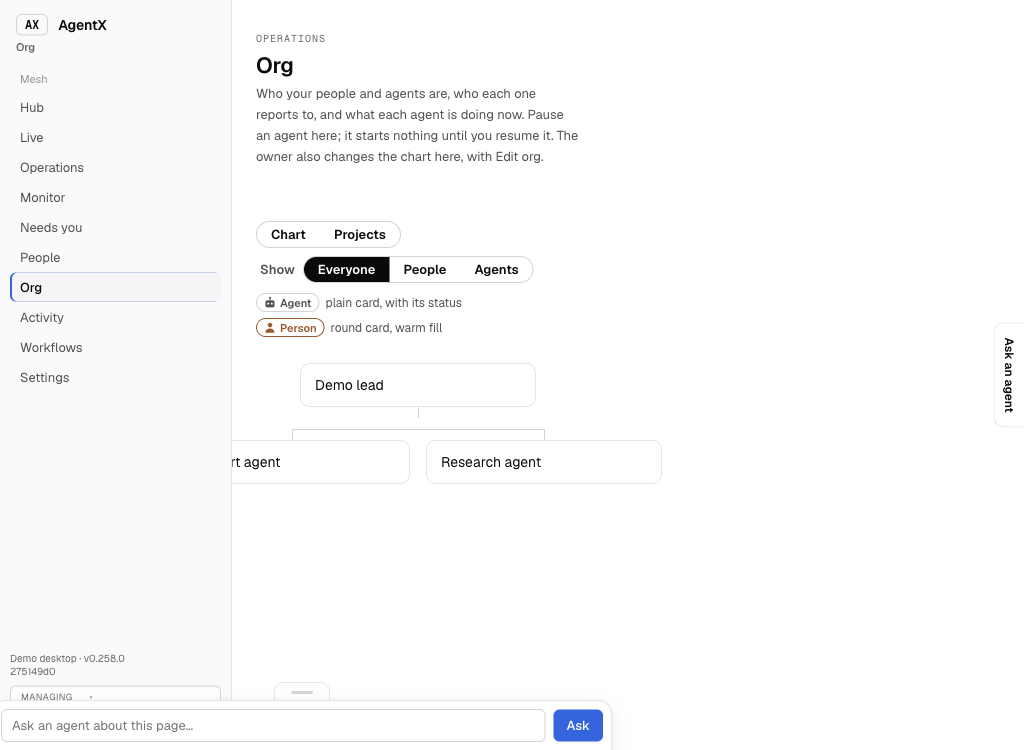 AX AgentX
Org
Mesh
Hub
Live
Operations
Monitor
Needs you
People
Org
Activity
Workflows
Settings
Demo desktop · v0.258.0
275149d0
MANAGING
OPERATIONS
Org
Who your people and agents are, who each one
reports to, and what each agent is doing now. Pause
an agent here; it starts nothing until you resume it. The
owner also changes the chart here, with Edit org.
Chart Projects
Show Everyone People Agents
Agent plain card, with its status
Person round card, warm fill
Demo lead
rt agent Research agent
Ask an agent
Ask an agent about this page... Ask